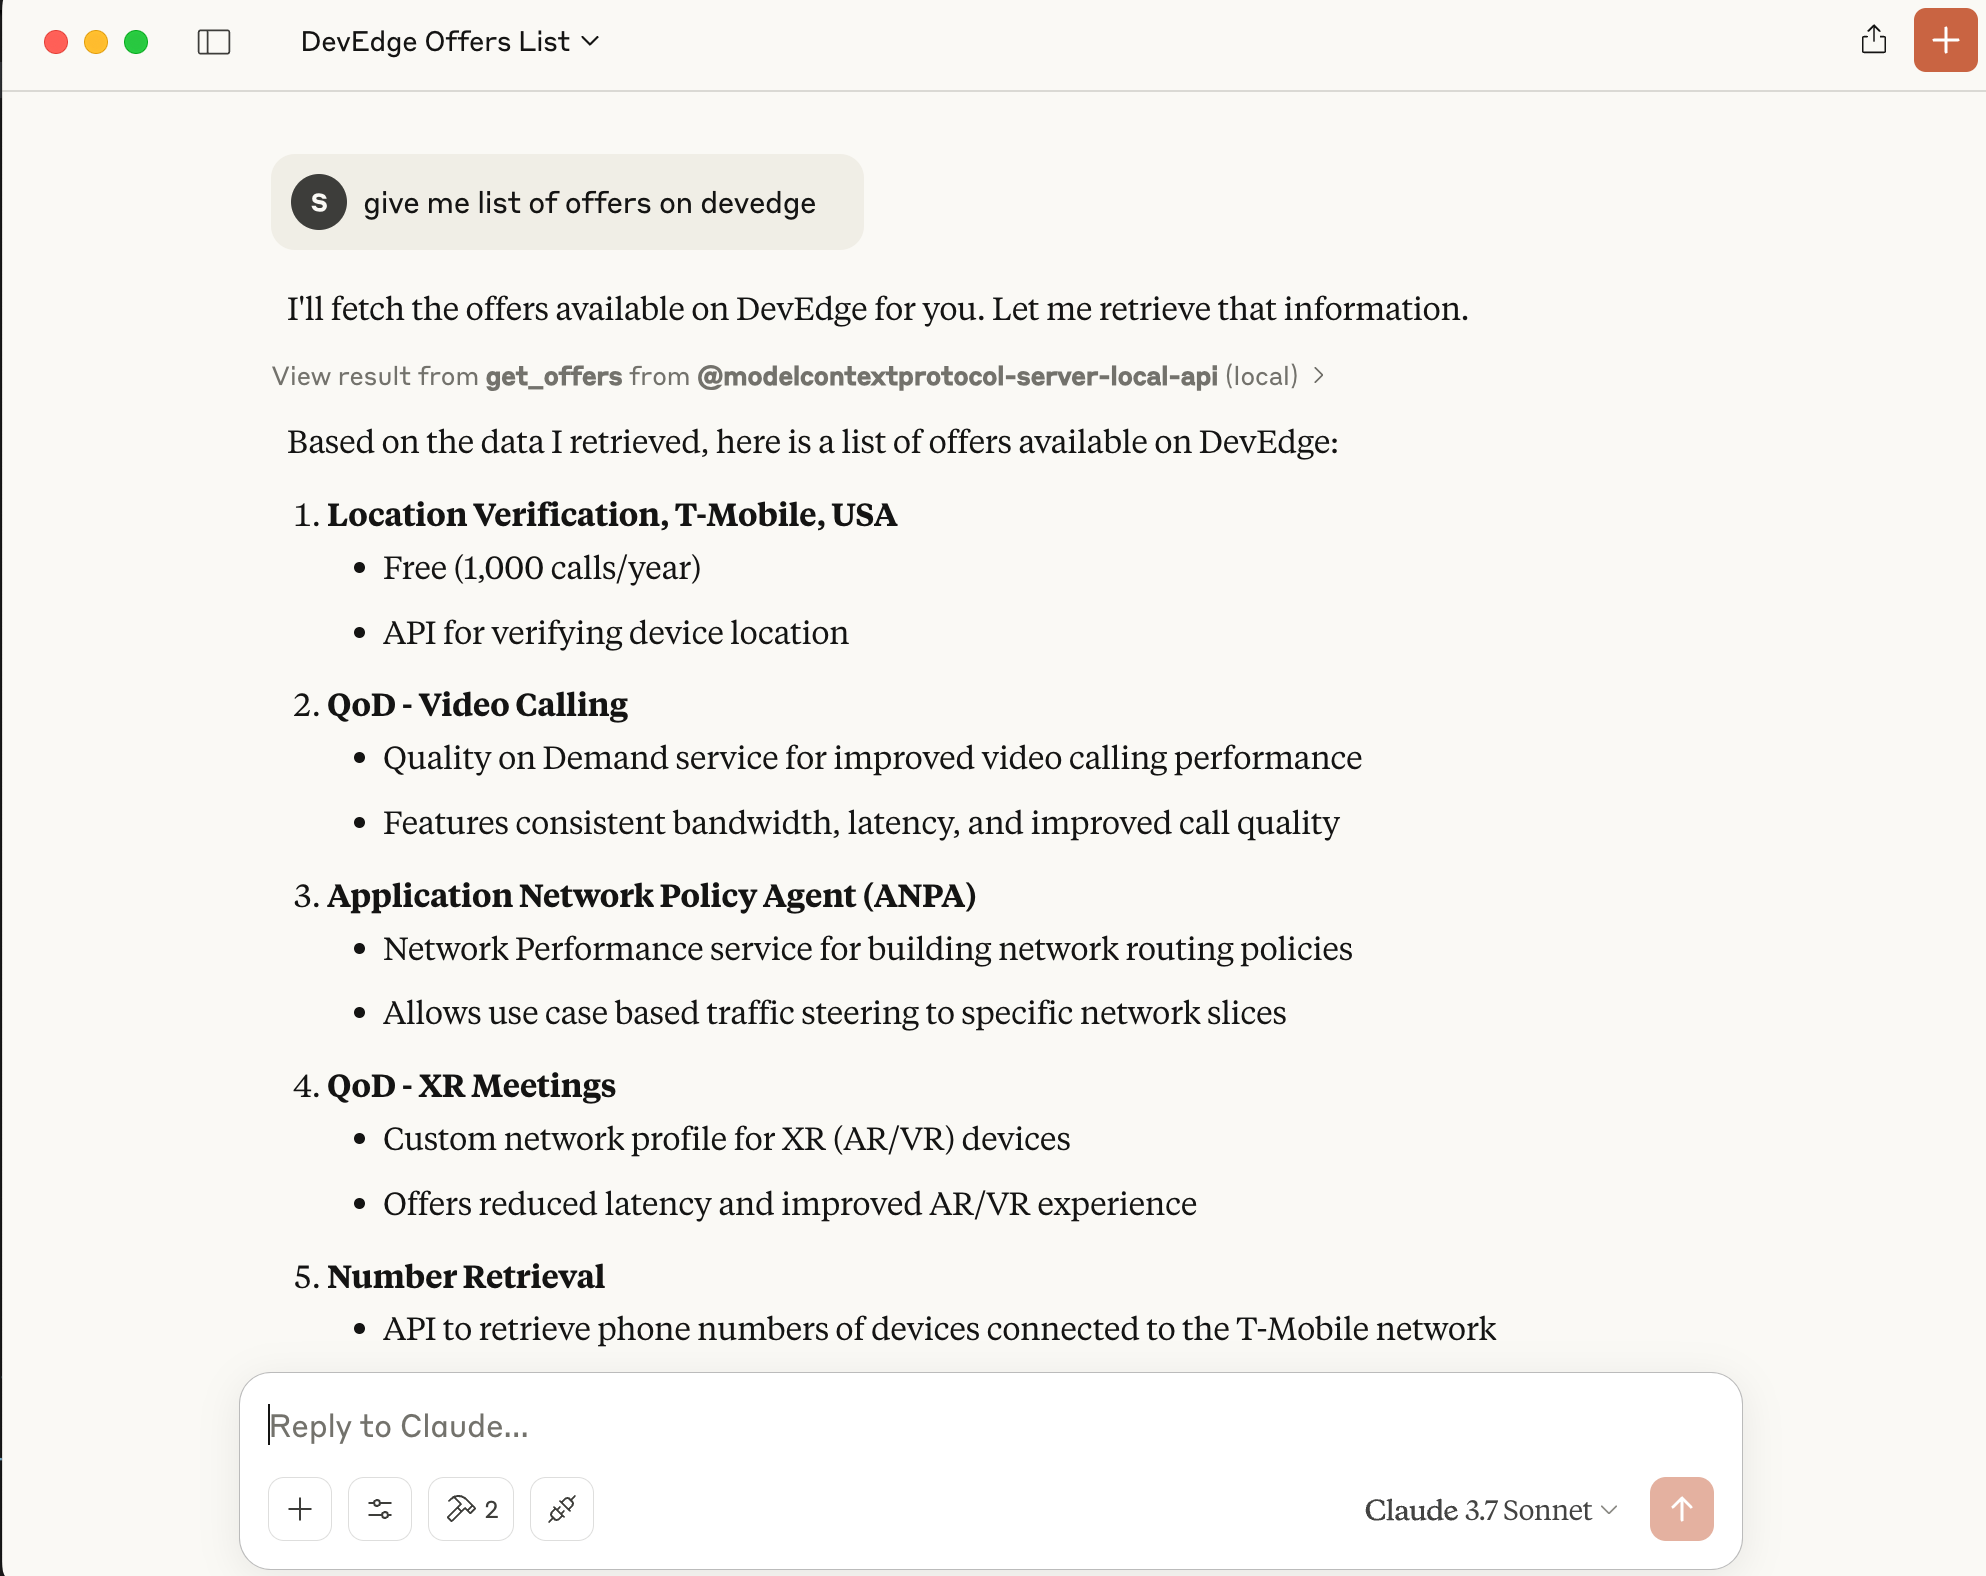 DevEdge Offers List
S
give me list of offers on devedge
I'll fetch the offers available on DevEdge for you. Let me retrieve that information.
View result from get_offers from @modelcontextprotocol-server-local-api (local)
Based on the data I retrieved, here is a list of offers available on DevEdge:
1. Location Verification, T-Mobile, USA
• Free (1,000 calls/year)
• API for verifying device location
2. QoD - Video Calling
• Quality on Demand service for improved video calling performance
• Features consistent bandwidth, latency, and improved call quality
3. Application Network Policy Agent (ANPA)
• Network Performance service for building network routing policies
• Allows use case based traffic steering to specific network slices
4. QoD - XR Meetings
• Custom network profile for XR (AR/VR) devices
• Offers reduced latency and improved AR/VR experience
5. Number Retrieval
• API to retrieve phone numbers of devices connected to the T-Mobile network
Reply to Claude...
2
Claude 3.7 Sonnet